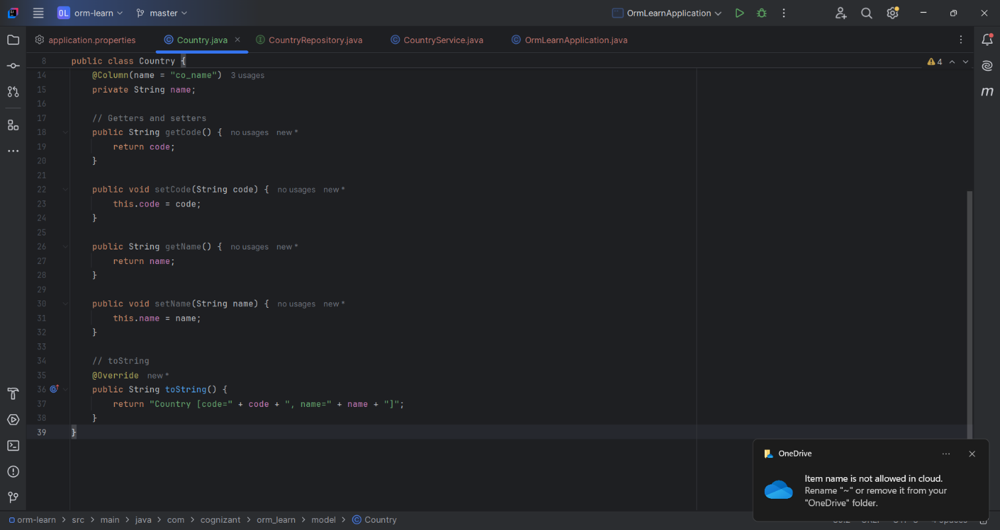 OL orm-learn master OrmLearnApplication
application.properties Country.java CountryRepository.java CountryService.java OrmLearnApplication.java
8 public class Country {
4
14 @Column(name = "co_name") 3 usages
15 private String name;
16
17 // Getters and setters
18 public String getCode() { no usages new *
19 return code;
20 }
21
22 public void setCode(String code) { no usages new *
23 this.code = code;
24 }
25
26 public String getName() { no usages new *
27 return name;
28 }
29
30 public void setName(String name) { no usages new *
31 this.name = name;
32 }
33
34 // toString
35 @Override new *
36 public String toString() {
37 return "Country [code=" + code + ", name=" + name + "]";
38 }
39 }
m
OneDrive
Item name is not allowed in cloud.
Rename "~" or remove it from your
"OneDrive" folder.
orm-learn > src > main > java > com > cognizant > orm_learn > model > Country